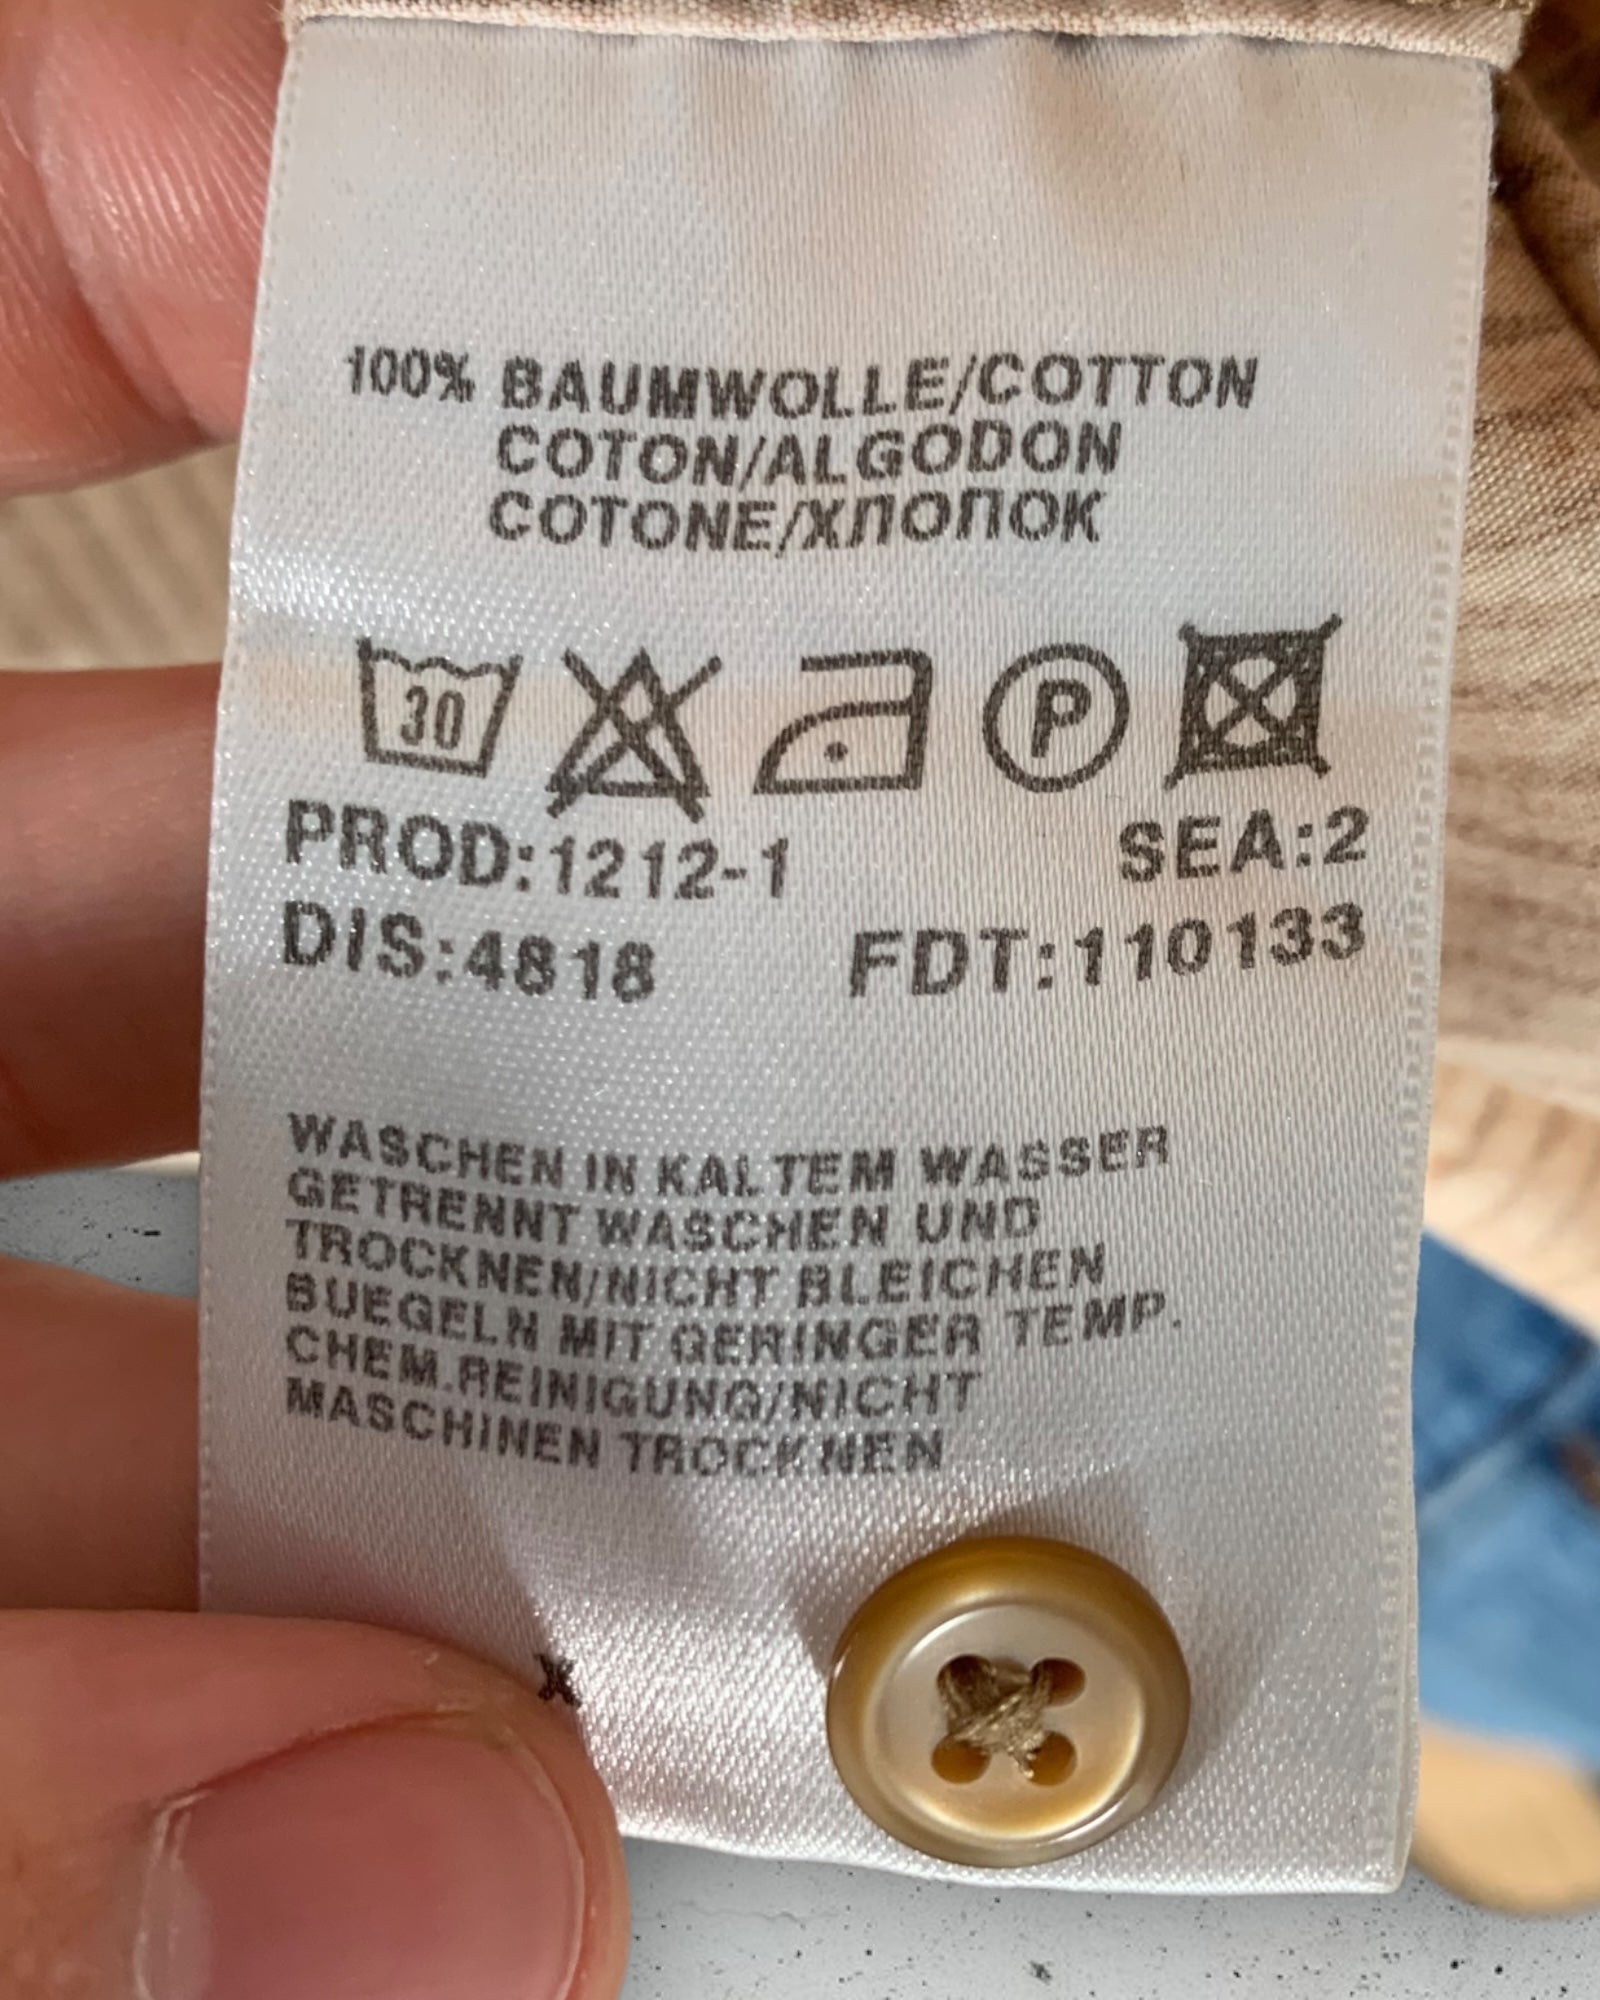 100% BAUMWOLLE/COTTON
COTON/ALGODON
COTONE/ХЛОПОК
30 P
PROD:1212-1 SEA:2
DIS:4818 FDT:110133
WASCHEN IN KALTEM WASSER
GETRENNT WASCHEN UND
TROCKNEN/NICHT BLEICHEN
BUEGELN MIT GERINGER TEMP.
CHEM.REINIGUNG/NICHT
MASCHINEN TROCKNEN